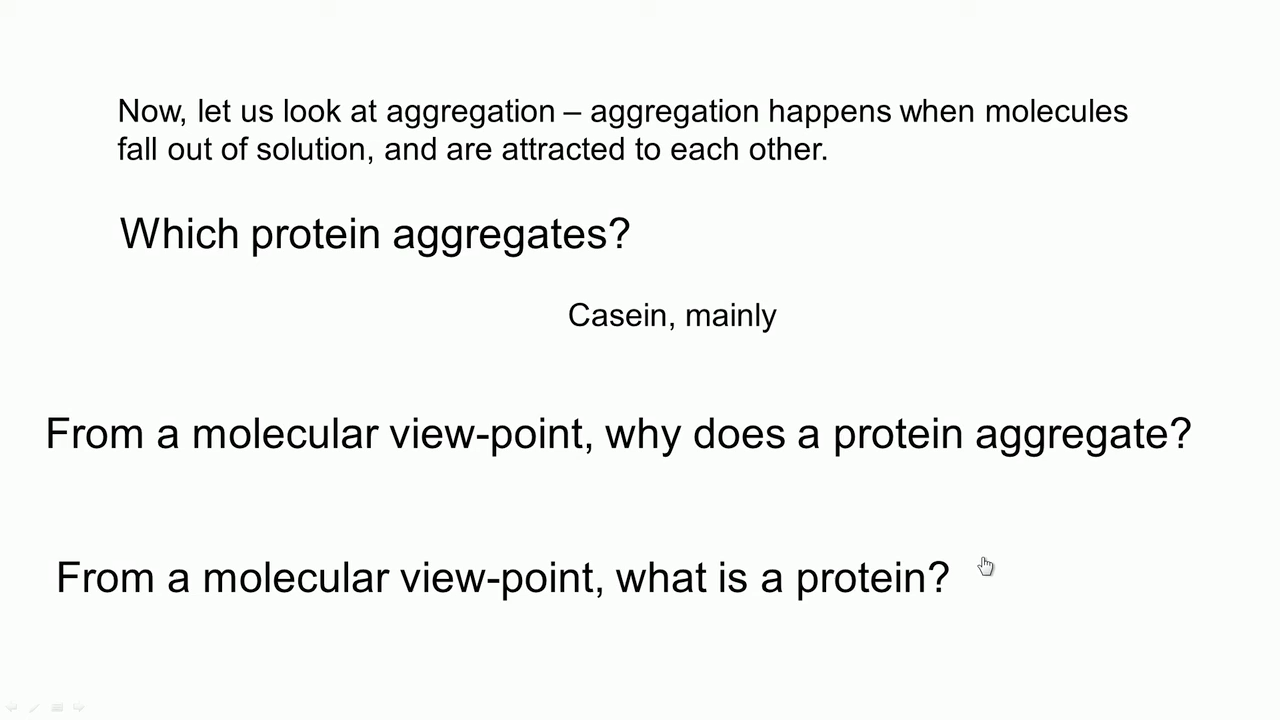 Now, let us look at aggregation – aggregation happens when molecules
fall out of solution, and are attracted to each other.
Which protein aggregates?
Casein, mainly
From a molecular view-point, why does a protein aggregate?
From a molecular view-point, what is a protein?